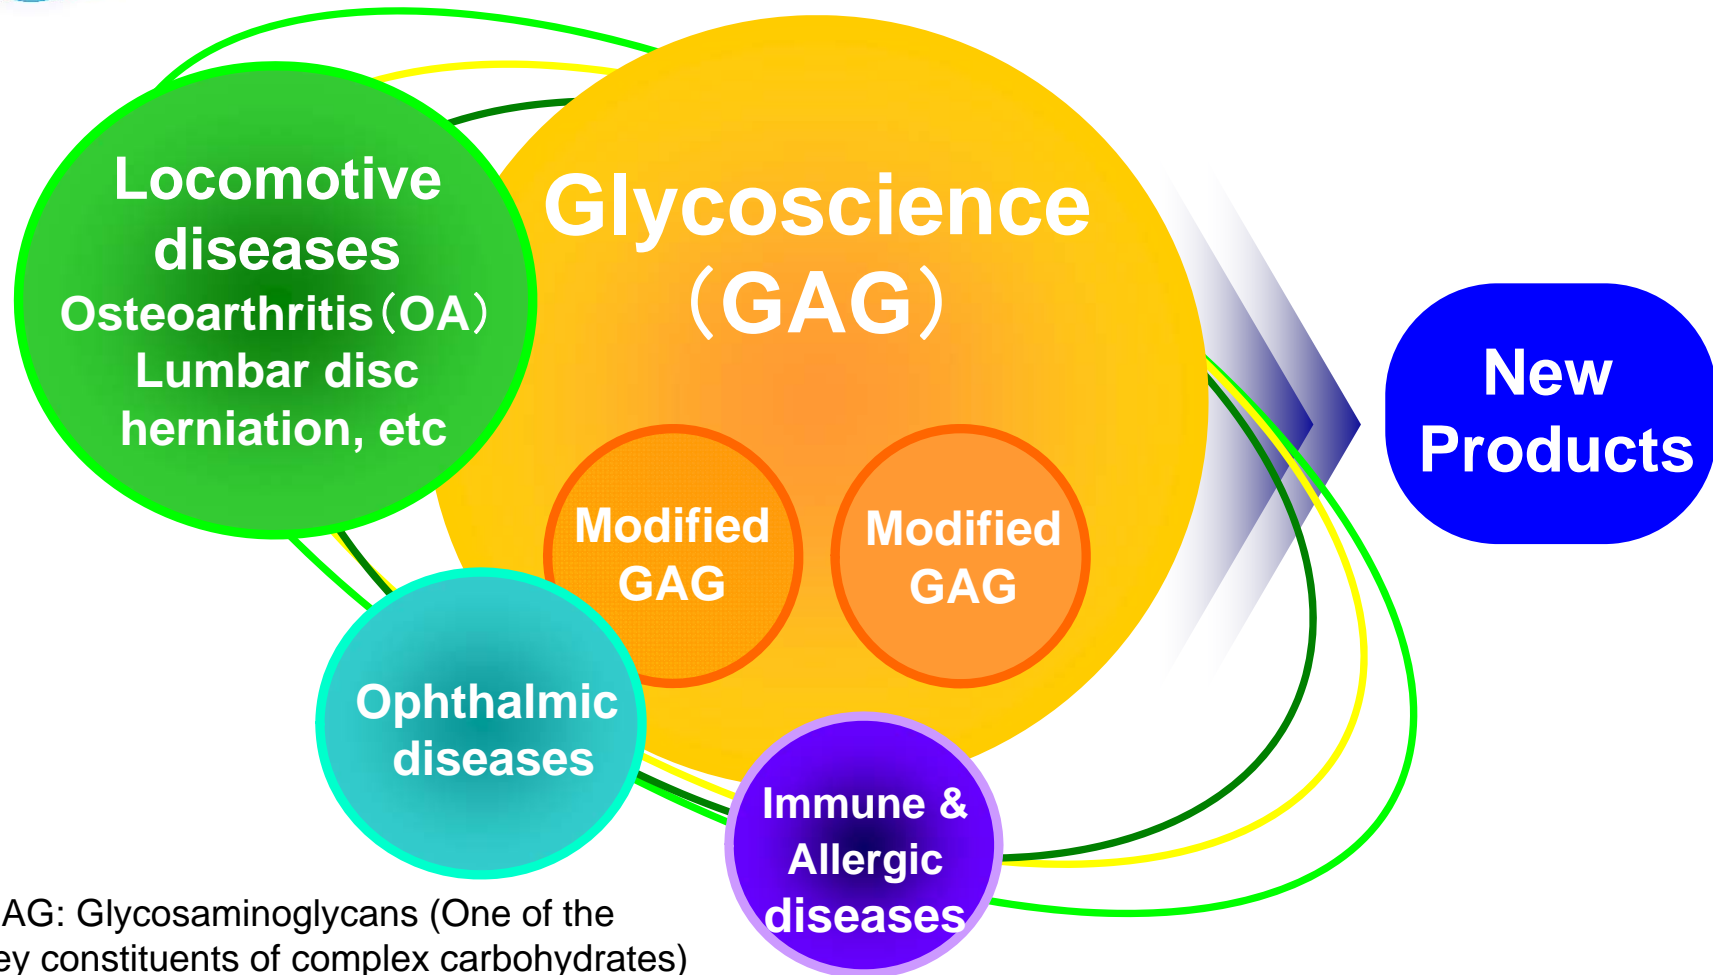 Locomotive
diseases
Osteoarthritis（OA）
Lumbar disc
herniation, etc
Glycoscience
（GAG）
Modified
GAG
Modified
GAG
New
Products
Ophthalmic
diseases
Immune &
Allergic
diseases
AG: Glycosaminoglycans (One of the
ey constituents of complex carbohydrates)